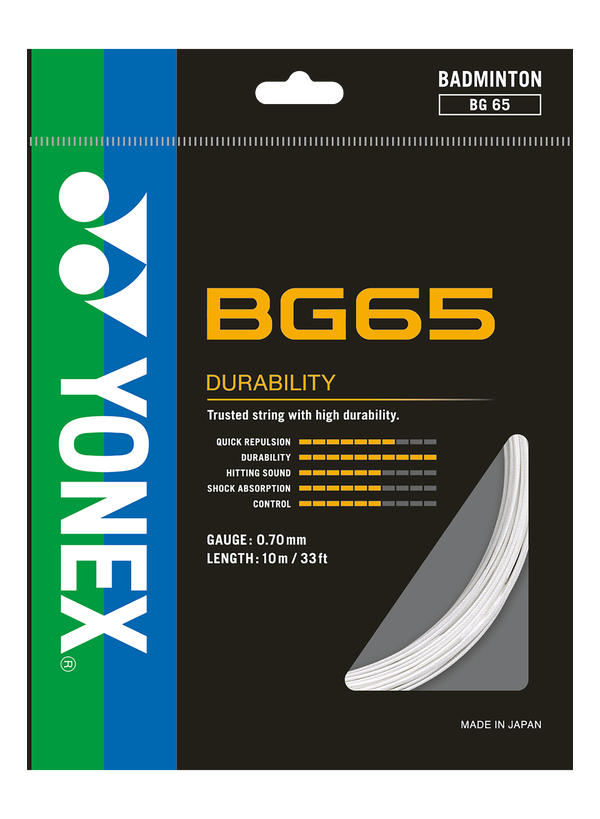 BADMINTON
BG 65
YONEX®
BG65
DURABILITY
Trusted string with high durability.
QUICK REPULSION
DURABILITY
HITTING SOUND
SHOCK ABSORPTION
CONTROL
GAUGE: 0.70mm
LENGTH: 10m / 33ft
MADE IN JAPAN